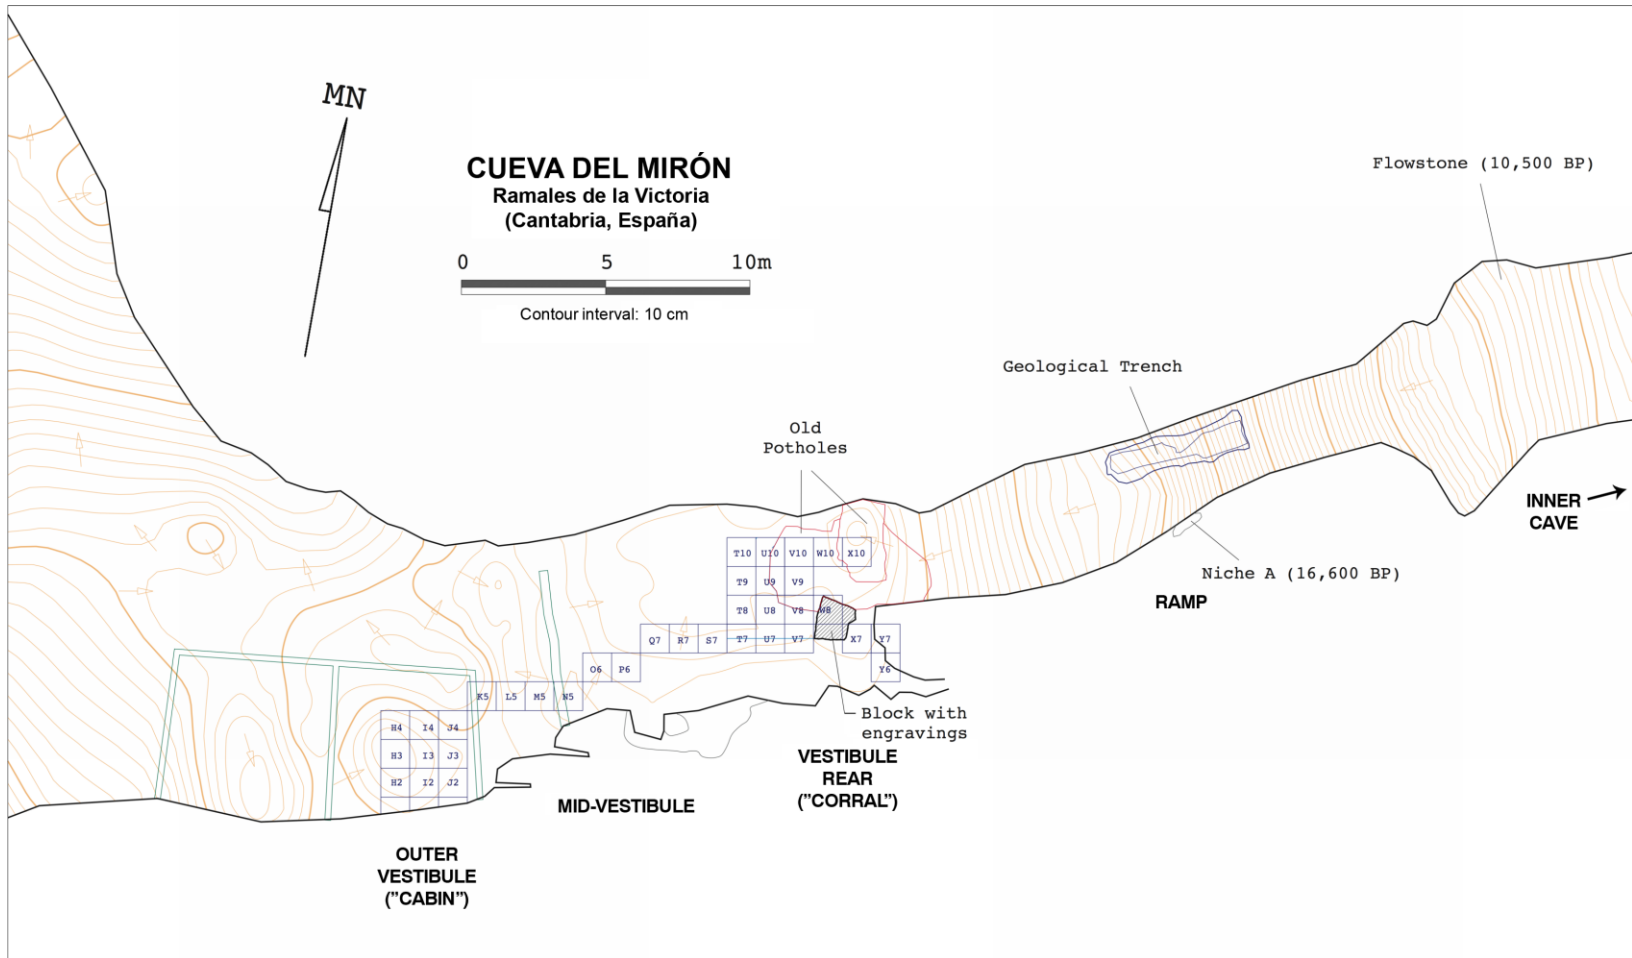 MN
CUEVA DEL MIRÓN
Ramales de la Victoria
(Cantabria, España)
0 5 10m
Contour interval: 10 cm
Flowstone (10,500 BP)
Geological Trench
Old
Potholes
INNER
CAVE
Niche A (16,600 BP)
RAMP
T10 U10 V10 W10 X10
T9 U9 V9
T8 U8 V8 W8
Q7 R7 S7 T7 U7 V7 X7 Y7
O6 P6 Y6
K5 L5 M5 N5
H4 I4 J4
H3 I3 J3
H2 I2 J2
Block with
engravings
VESTIBULE
REAR
("CORRAL")
MID-VESTIBULE
OUTER
VESTIBULE
("CABIN")